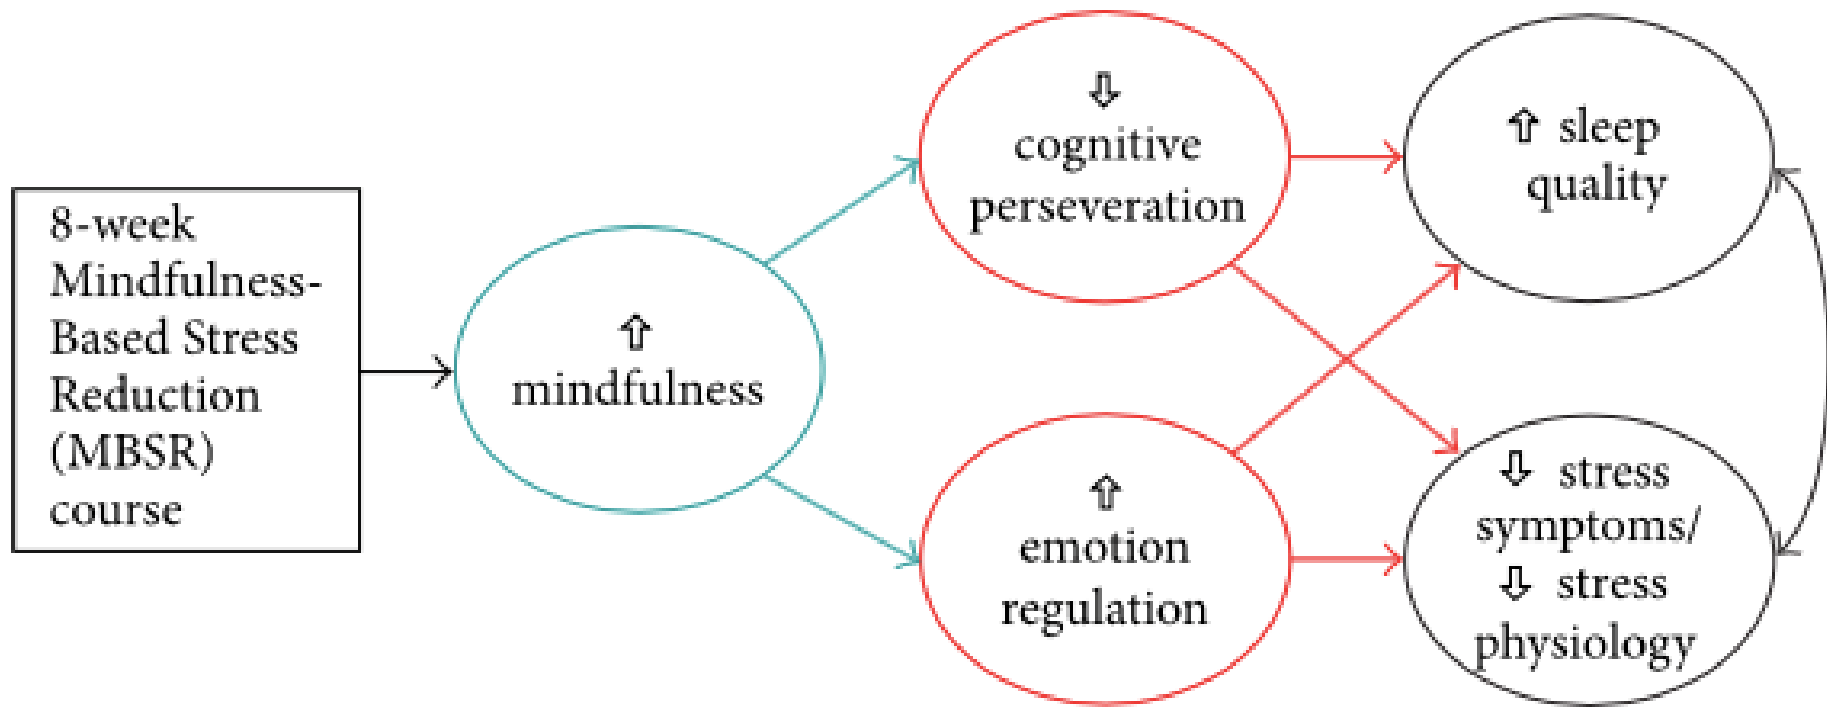 8-week
Mindfulness-
Based Stress
Reduction
(MBSR)
course
⇧
mindfulness
⇩
cognitive
perseveration
⇧
emotion
regulation
⇧ sleep
quality
⇩ stress
symptoms/
⇩ stress
physiology